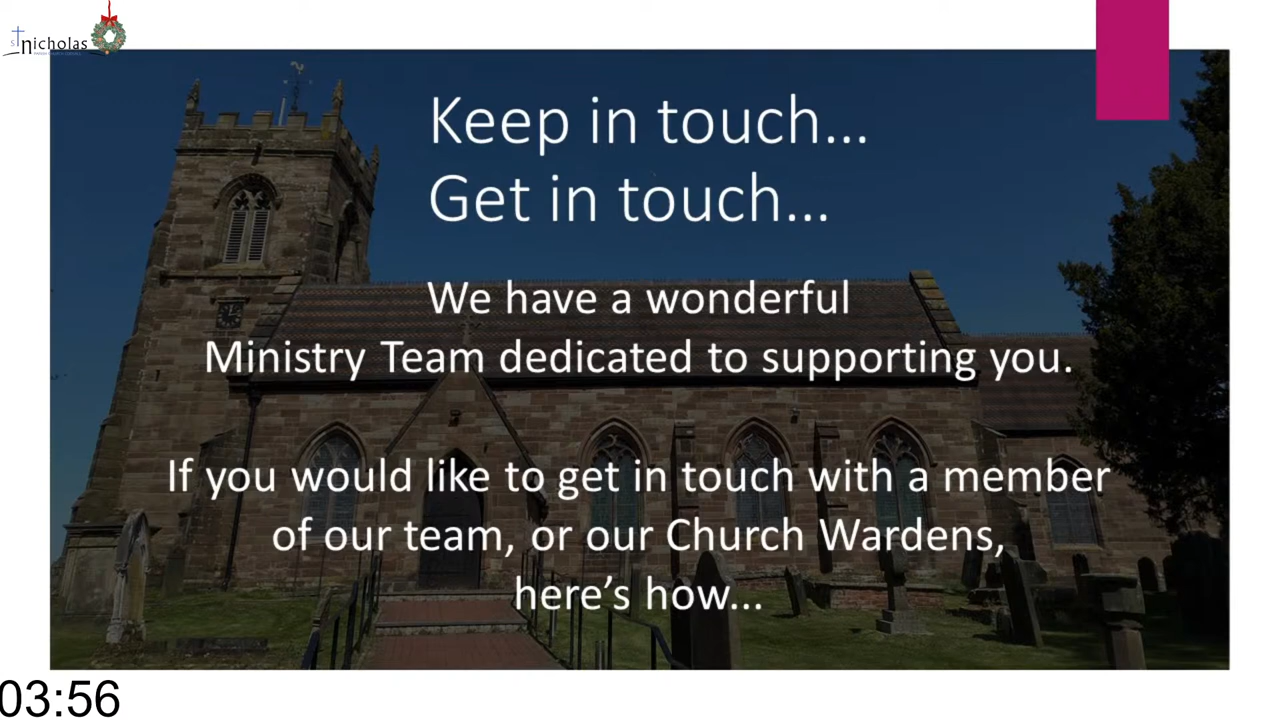 St
Nicholas
Keep in touch...
Get in touch...
We have a wonderful
Ministry Team dedicated to supporting you.
If you would like to get in touch with a member
of our team, or our Church Wardens,
here's how...
03:56